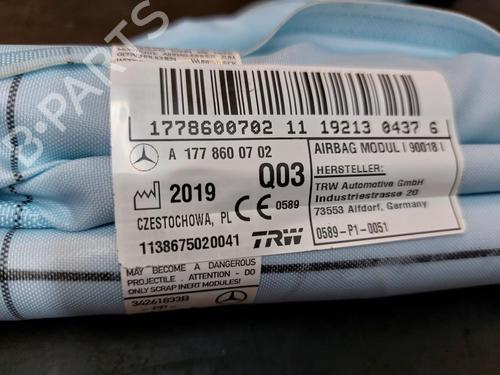 1778600702 11 19213 0437 6
A 177 860 07 02
Q03
2019
CZESTOCHOWA, PL
CE 0589
1138675020041
TRW
AIRBAG MODUL | 90018 |
HERSTELLER:
TRW Automotive GmbH
Industriestrasse 20
73553 Alfdorf, Germany
0589-P1-0051
MAY BECOME A DANGEROUS
PROJECTILE. ATTENTION - DO
ONLY SCRAP INERT MODULES!
34261833B
B-PARTS